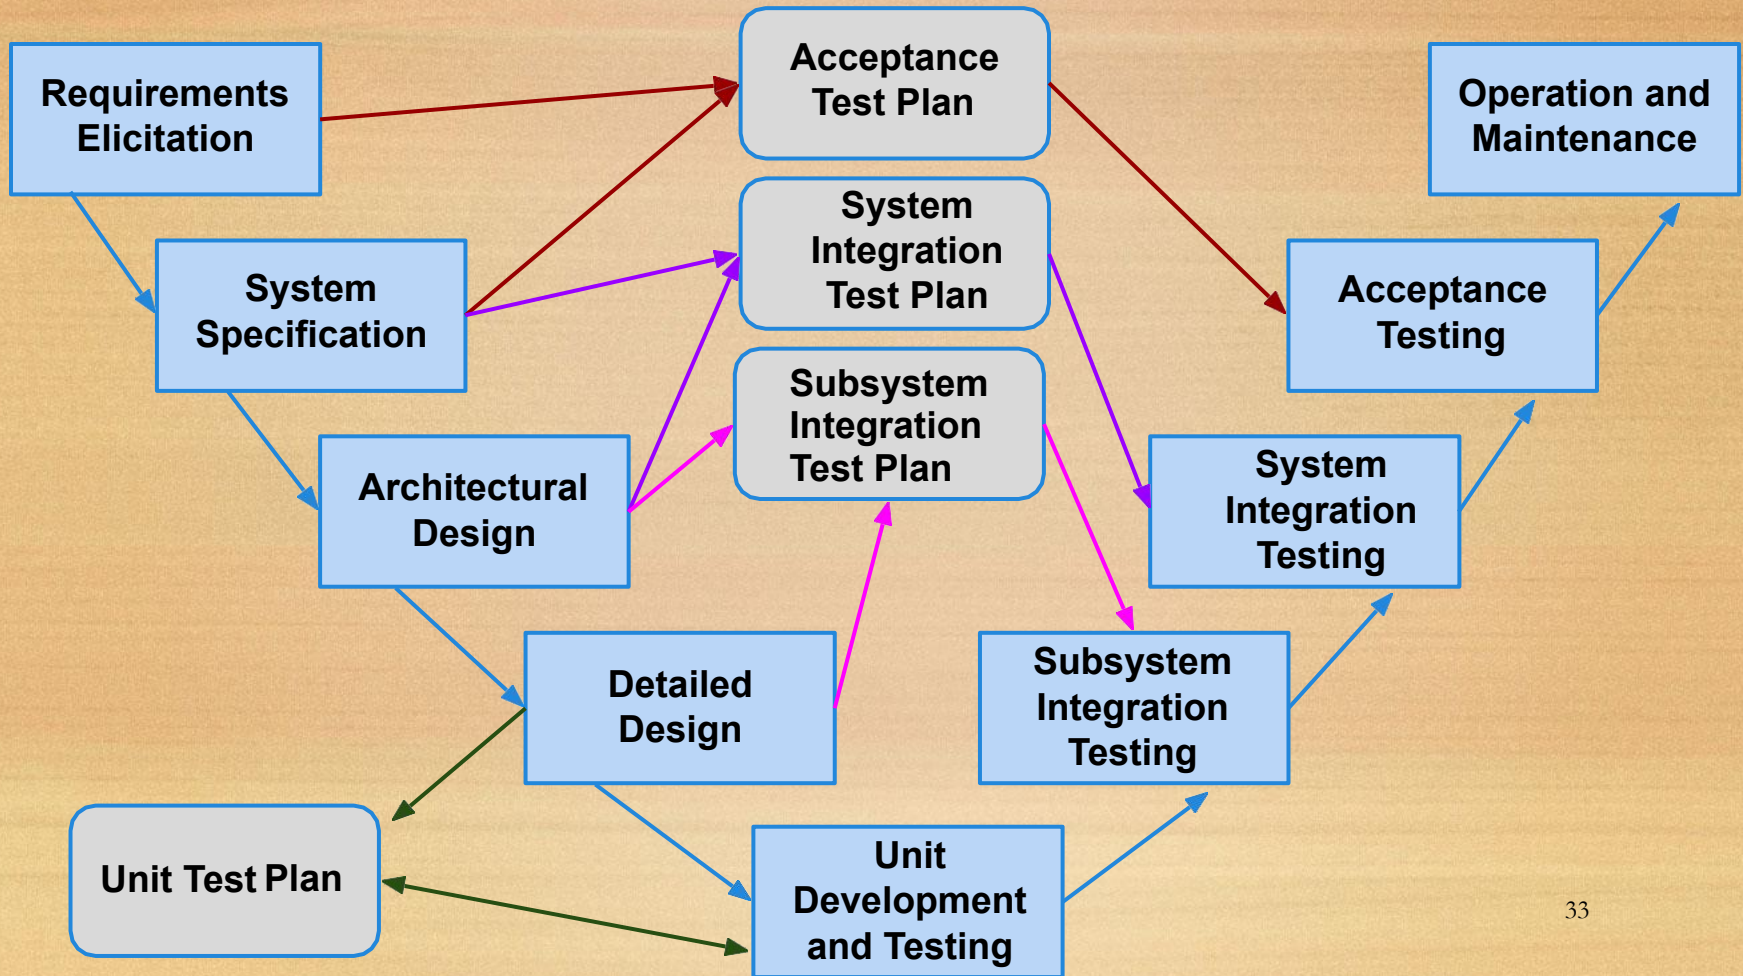 Requirements
Elicitation
Acceptance
Test Plan
Operation and
Maintenance
System
Specification
System
Integration
Test Plan
Acceptance
Testing
Subsystem
Integration
Test Plan
Architectural
Design
System
Integration
Testing
Detailed
Design
Subsystem
Integration
Testing
Unit Test Plan
Unit
Development
and Testing
33